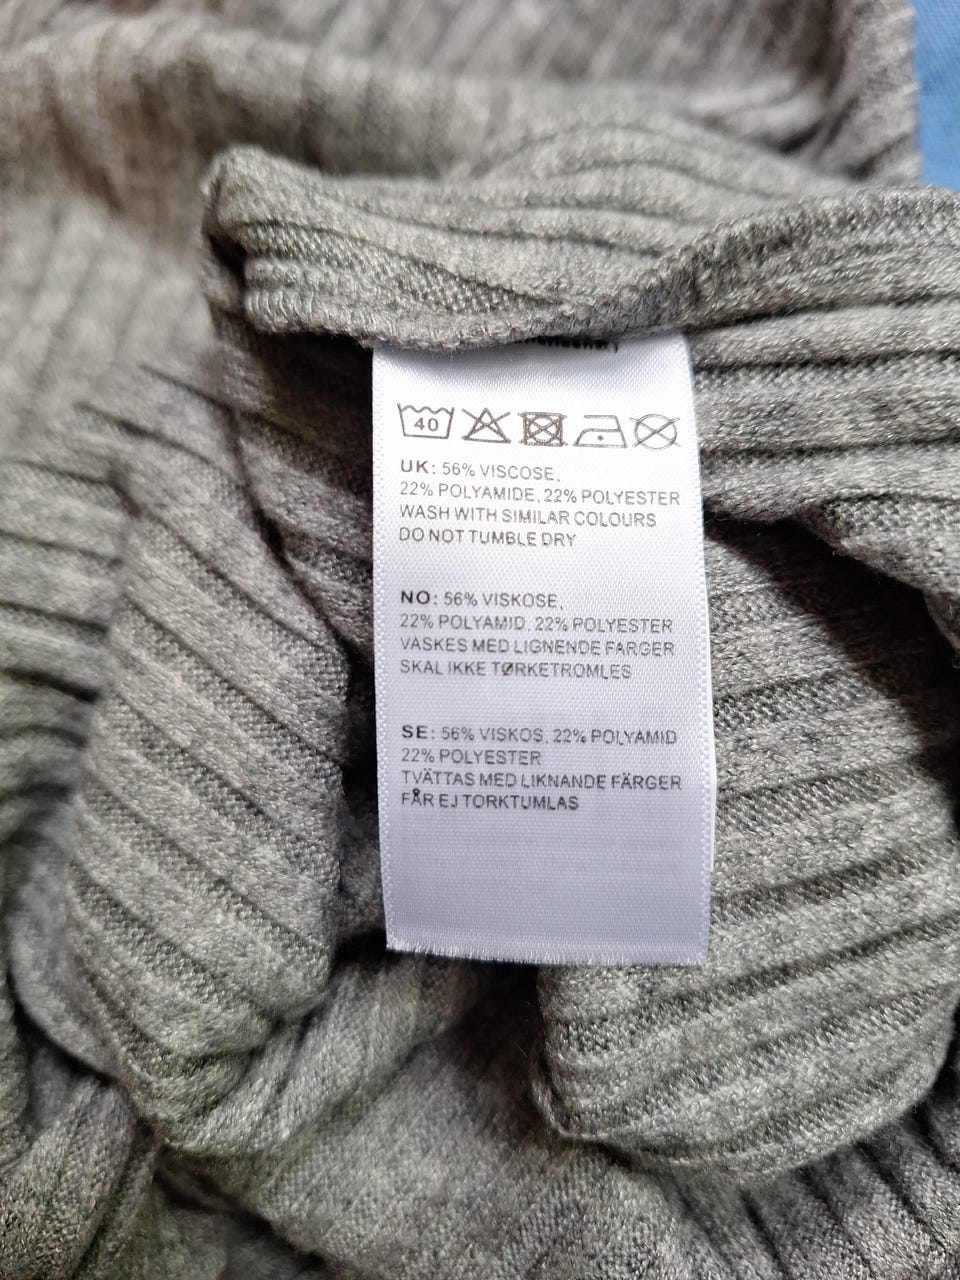 40
UK: 56% VISCOSE,
22% POLYAMIDE, 22% POLYESTER
WASH WITH SIMILAR COLOURS
DO NOT TUMBLE DRY
NO: 56% VISKOSE,
22% POLYAMID, 22% POLYESTER
VASKES MED LIGNENDE FARGER
SKAL IKKE TØRKETROMLES
SE: 56% VISKOS, 22% POLYAMID
22% POLYESTER
TVÄTTAS MED LIKNANDE FÄRGER
FÅR EJ TORKTUMLAS